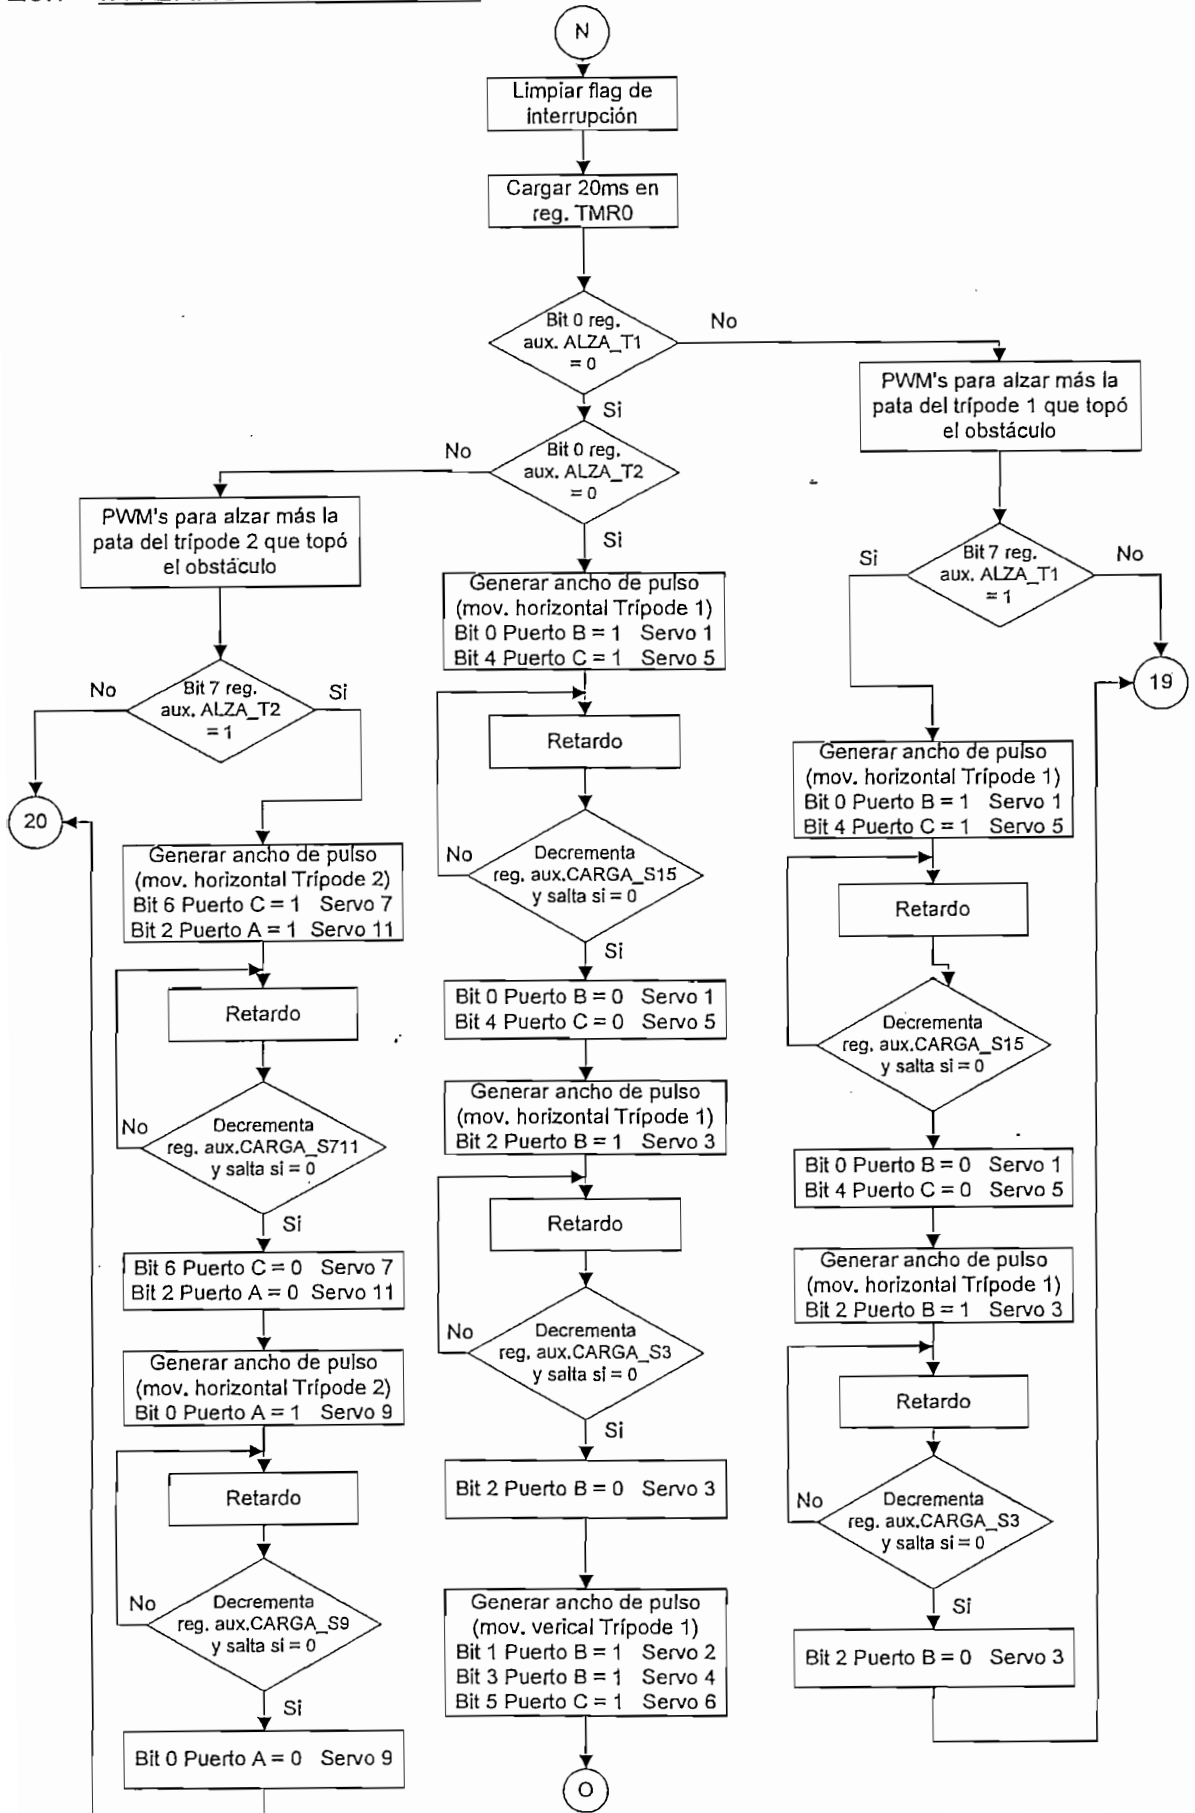 N
Limpiar flag de
interrupción
Cargar 20ms en
reg. TMR0
Bit 0 reg.
aux. ALZA_T1
= 0
No
Si
PWM's para alzar más la
pata del trípode 1 que topó
el obstáculo
Bit 0 reg.
aux. ALZA_T2
= 0
No
Si
PWM's para alzar más la
pata del trípode 2 que topó
el obstáculo
Bit 7 reg.
aux. ALZA_T2
= 1
No
Si
20
Generar ancho de pulso
(mov. horizontal Trípode 2)
Bit 6 Puerto C = 1 Servo 7
Bit 2 Puerto A = 1 Servo 11
Retardo
Decrementa
reg. aux.CARGA_S711
y salta si = 0
No
Si
Bit 6 Puerto C = 0 Servo 7
Bit 2 Puerto A = 0 Servo 11
Generar ancho de pulso
(mov. horizontal Trípode 2)
Bit 0 Puerto A = 1 Servo 9
Retardo
Decrementa
reg. aux.CARGA_S9
y salta si = 0
No
Si
Bit 0 Puerto A = 0 Servo 9
Generar ancho de pulso
(mov. horizontal Trípode 1)
Bit 0 Puerto B = 1 Servo 1
Bit 4 Puerto C = 1 Servo 5
Retardo
Decrementa
reg. aux.CARGA_S15
y salta si = 0
No
Si
Bit 0 Puerto B = 0 Servo 1
Bit 4 Puerto C = 0 Servo 5
Generar ancho de pulso
(mov. horizontal Trípode 1)
Bit 2 Puerto B = 1 Servo 3
Retardo
Decrementa
reg. aux.CARGA_S3
y salta si = 0
No
Si
Bit 2 Puerto B = 0 Servo 3
Generar ancho de pulso
(mov. verical Trípode 1)
Bit 1 Puerto B = 1 Servo 2
Bit 3 Puerto B = 1 Servo 4
Bit 5 Puerto C = 1 Servo 6
O
Bit 7 reg.
aux. ALZA_T1
= 1
Si
No
19
Generar ancho de pulso
(mov. horizontal Trípode 1)
Bit 0 Puerto B = 1 Servo 1
Bit 4 Puerto C = 1 Servo 5
Retardo
Decrementa
reg. aux.CARGA_S15
y salta si = 0
Bit 0 Puerto B = 0 Servo 1
Bit 4 Puerto C = 0 Servo 5
Generar ancho de pulso
(mov. horizontal Trípode 1)
Bit 2 Puerto B = 1 Servo 3
Retardo
Decrementa
reg. aux.CARGA_S3
y salta si = 0
No
Si
Bit 2 Puerto B = 0 Servo 3